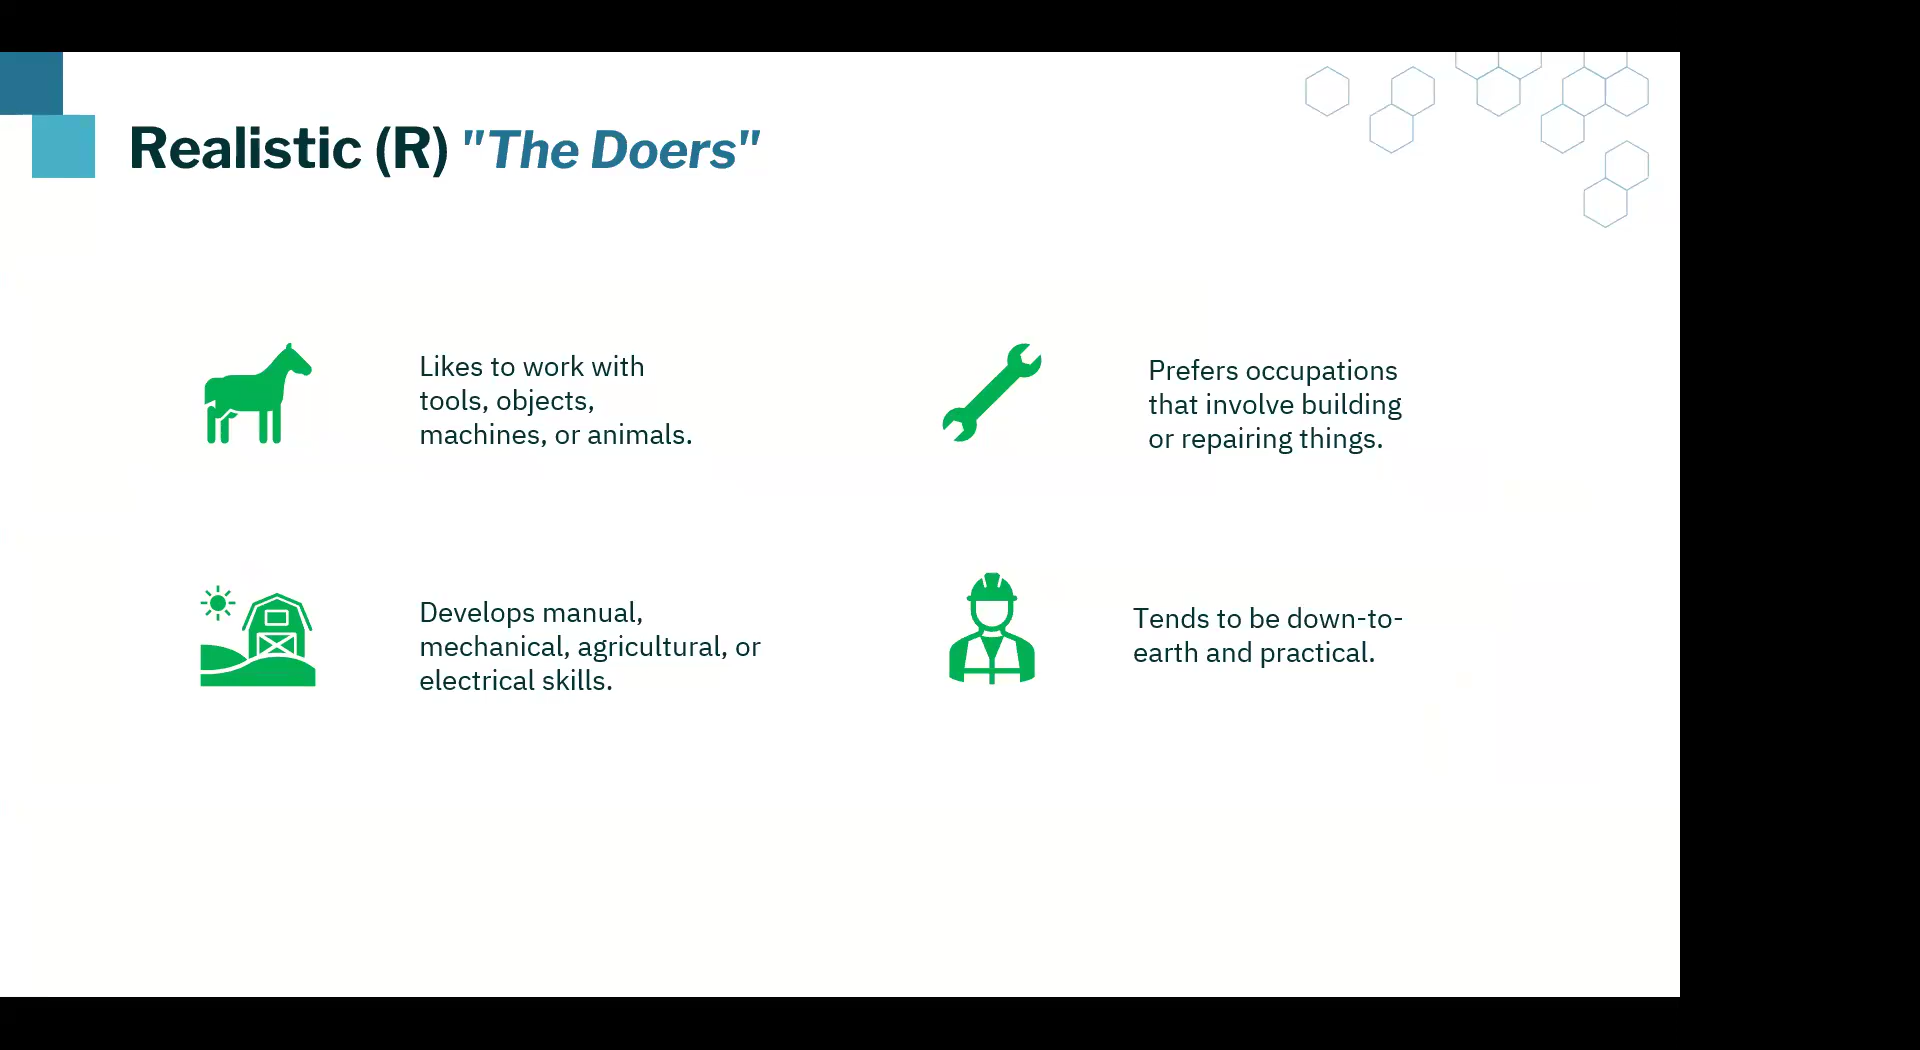 Realistic (R) "The Doers"
Likes to work with
tools, objects,
machines, or animals.
Prefers occupations
that involve building
or repairing things.
Develops manual,
mechanical, agricultural, or
electrical skills.
Tends to be down-to-
earth and practical.